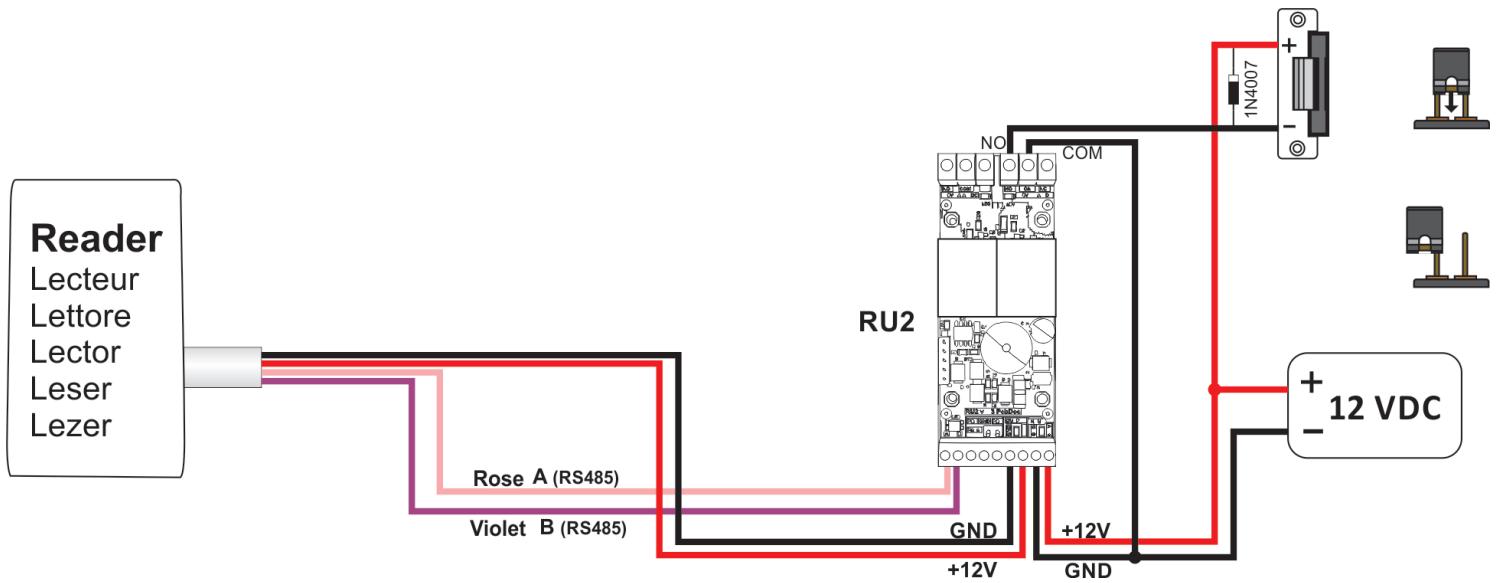 Reader
Lecteur
Lettore
Lector
Leser
Lezer
Rose A (RS485)
Violet B (RS485)
GND
+12V
+12V
GND
RU2
NO
COM
1N4007
+
−
+
−
12 VDC